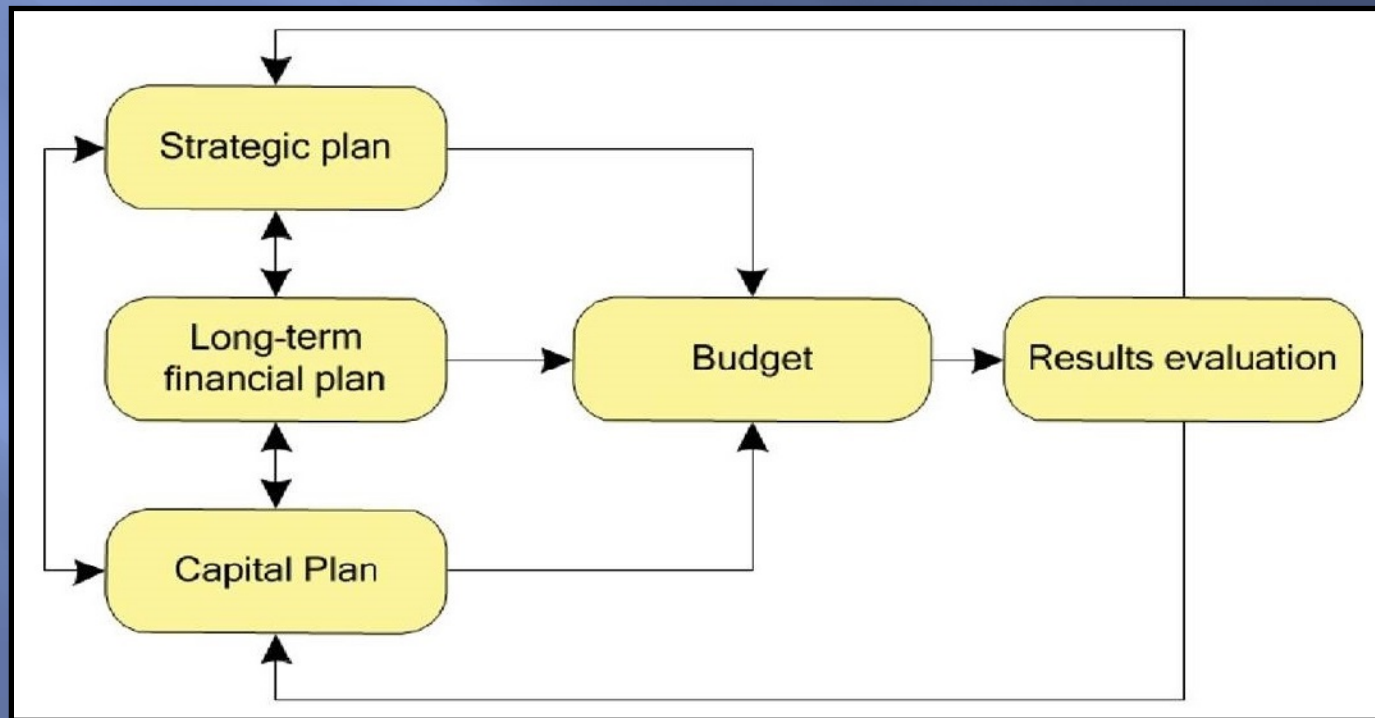 Strategic plan
Long-term
financial plan
Budget
Results evaluation
Capital Plan